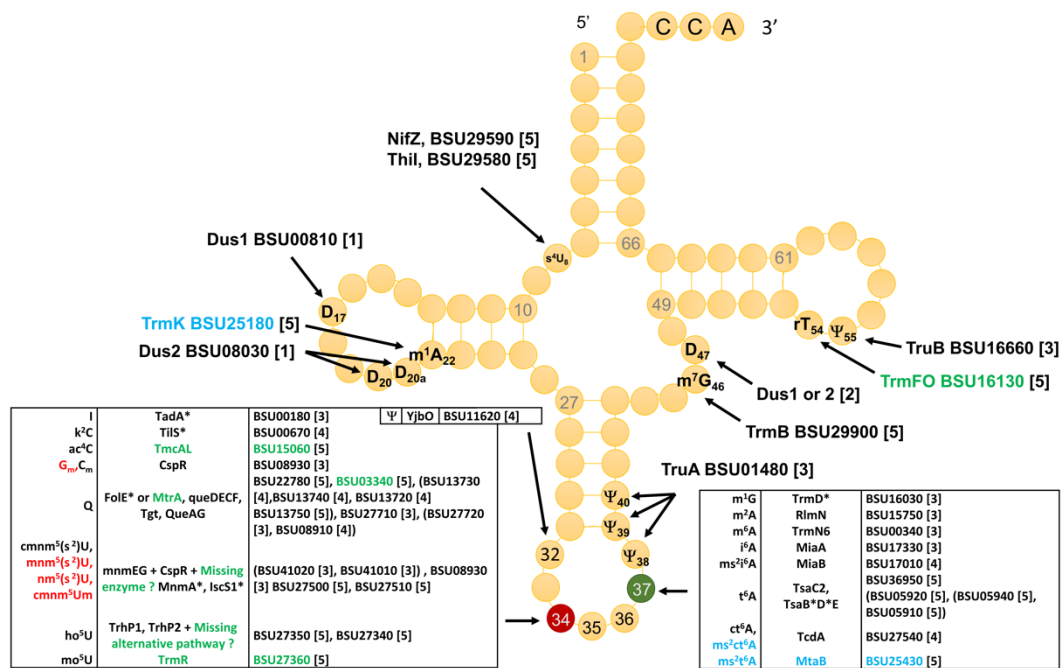 5’
C C A 3’
1
NifZ, BSU29590 [5]
ThiI, BSU29580 [5]
66
61
s⁴U₈
Dus1 BSU00810 [1]
10
49
D₁₇
rT₅₄ Ψ₅₅
TrmK BSU25180 [5]
m¹A₂₂
D₄₇
TruB BSU16660 [3]
Dus2 BSU08030 [1]
D₂₀ D₂₀ₐ
m⁷G₄₆
TrmFO BSU16130 [5]
Dus1 or 2 [2]
27
TrmB BSU29900 [5]
Ψ YjbO BSU11620 [4]
TruA BSU01480 [3]
Ψ₄₀
Ψ₃₉
Ψ₃₈
32
37
34
35
36
I TadA* BSU00180 [3]
k²C TilS* BSU00670 [4]
ac⁴C TmcAL BSU15060 [5]
Gₘ,Cₘ CspR BSU08930 [3]
Q FolE* or MtrA, queDECF, Tgt, QueAG
BSU22780 [5], BSU03340 [5], (BSU13730
[4],BSU13740 [4], BSU13720 [4]
BSU13750 [5]), BSU27710 [3], (BSU27720
[3], BSU08910 [4])
cmnm⁵(s²)U,
mnm⁵(s²)U,
nm⁵(s²)U,
cmnm⁵Um
mnmEG + CspR + Missing
enzyme ? MnmA*, IscS1*
(BSU41020 [3], BSU41010 [3]) , BSU08930
[3] BSU27500 [5], BSU27510 [5]
ho⁵U TrhP1, TrhP2 + Missing
alternative pathway ?
BSU27350 [5], BSU27340 [5]
mo⁵U TrmR BSU27360 [5]
m¹G TrmD* BSU16030 [3]
m²A RlmN BSU15750 [3]
m⁶A TrmN6 BSU00340 [3]
i⁶A MiaA BSU17330 [3]
ms²i⁶A MiaB BSU17010 [4]
t⁶A TsaC2,
TsaB*D*E
BSU36950 [5]
(BSU05920 [5], (BSU05940 [5],
BSU05910 [5])
ct⁶A,
ms²ct⁶A
TcdA BSU27540 [4]
ms²t⁶A MtaB BSU25430 [5]